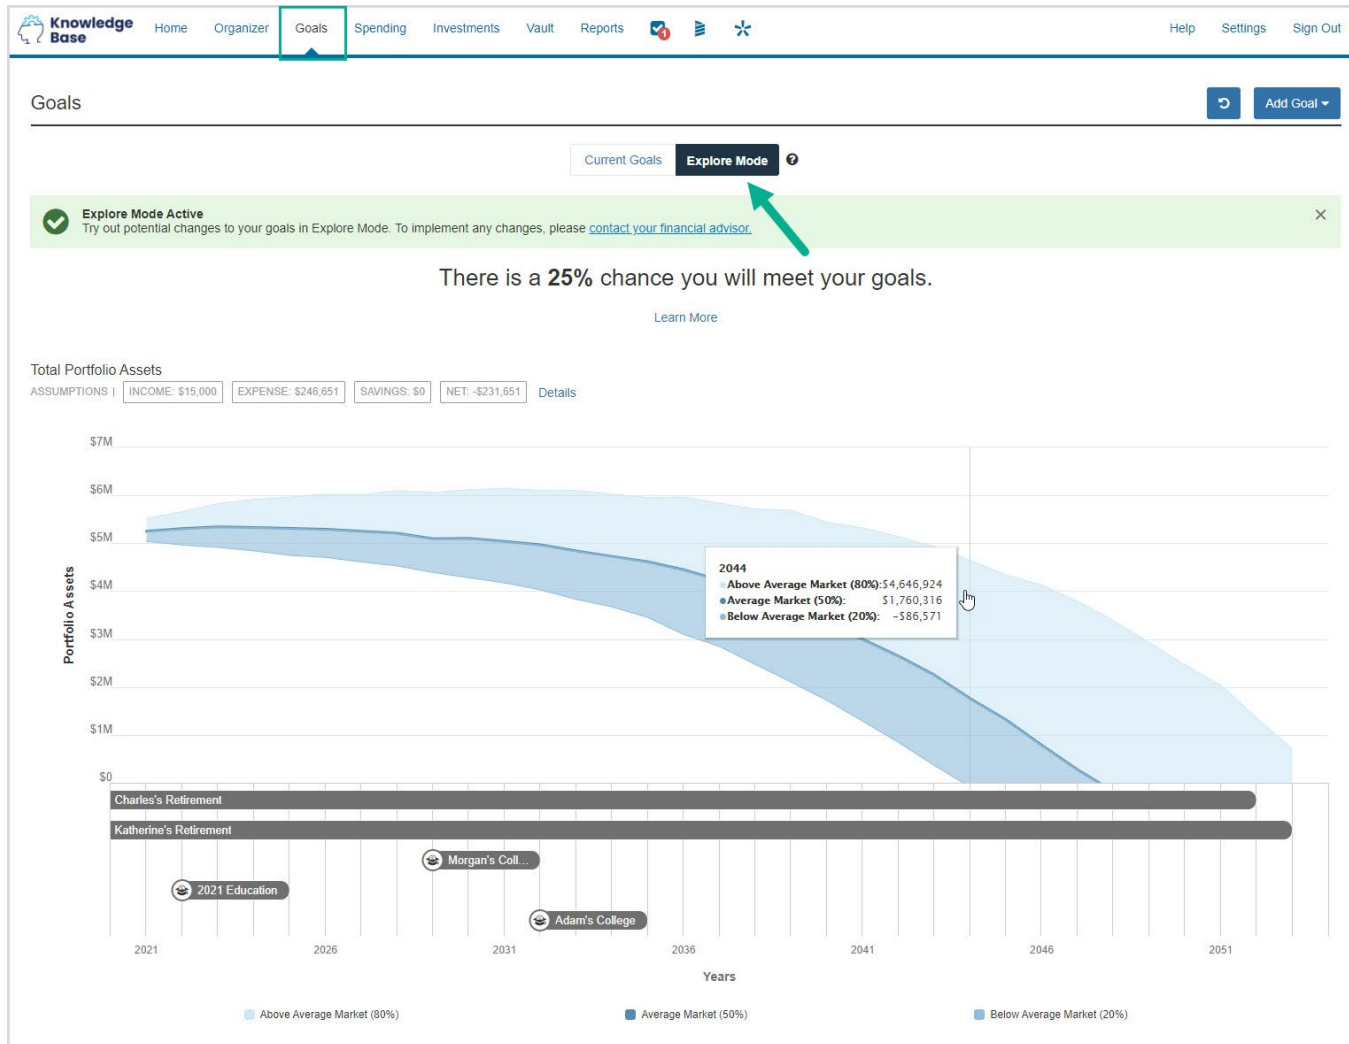 Knowledge Base Home Organizer Goals Spending Investments Vault Reports 1 Help Settings Sign Out
Goals
Add Goal
Current Goals Explore Mode ?
Explore Mode Active
Try out potential changes to your goals in Explore Mode. To implement any changes, please contact your financial advisor.
There is a 25% chance you will meet your goals.
Learn More
Total Portfolio Assets
ASSUMPTIONS | INCOME: $15,000 EXPENSE: $246,651 SAVINGS: $0 NET: -$231,651 Details
$7M
$6M
$5M
$4M
$3M
$2M
$1M
$0
Portfolio Assets
2044
Above Average Market (80%): $4,646,924
Average Market (50%): $1,760,316
Below Average Market (20%): -$86,571
Charles's Retirement
Katherine's Retirement
Morgan's Coll...
2021 Education
Adam's College
2021 2026 2031 2036 2041 2046 2051
Years
Above Average Market (80%) Average Market (50%) Below Average Market (20%)